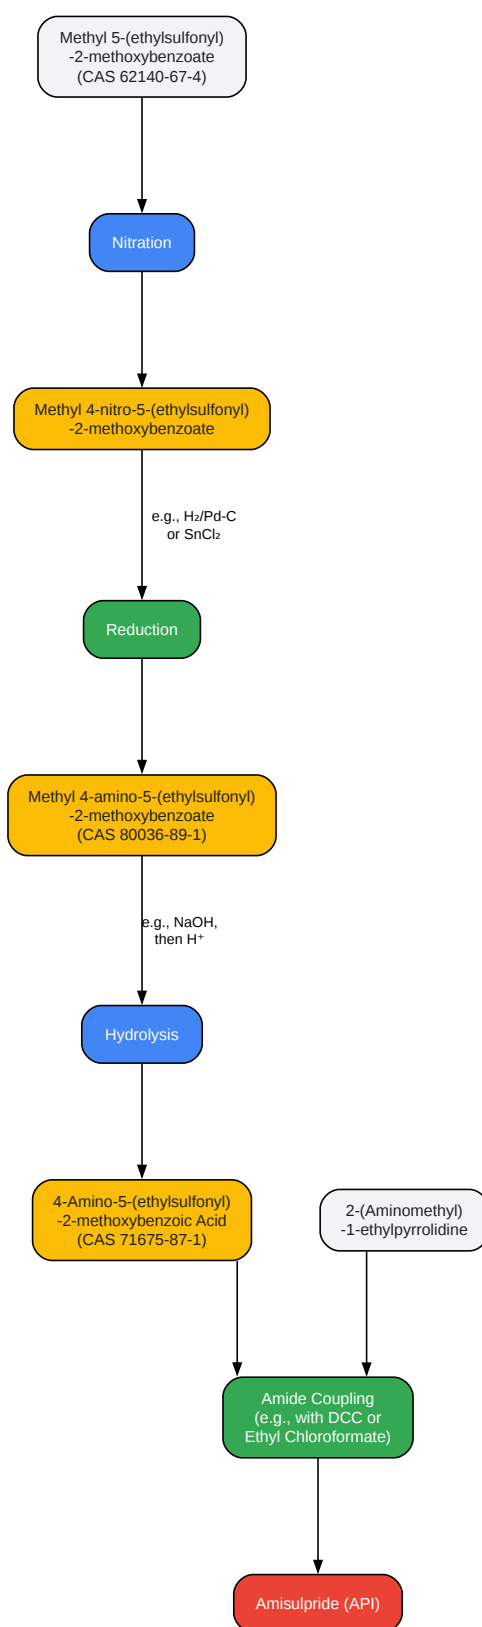 Methyl 5-(ethylsulfonyl)
-2-methoxybenzoate
(CAS 62140-67-4)
Nitration
Methyl 4-nitro-5-(ethylsulfonyl)
-2-methoxybenzoate
e.g., H₂/Pd-C
or SnCl₂
Reduction
Methyl 4-amino-5-(ethylsulfonyl)
-2-methoxybenzoate
(CAS 80036-89-1)
e.g., NaOH,
then H⁺
Hydrolysis
4-Amino-5-(ethylsulfonyl)
-2-methoxybenzoic Acid
(CAS 71675-87-1)
2-(Aminomethyl)
-1-ethylpyrrolidine
Amide Coupling
(e.g., with DCC or
Ethyl Chloroformate)
Amisulpride (API)